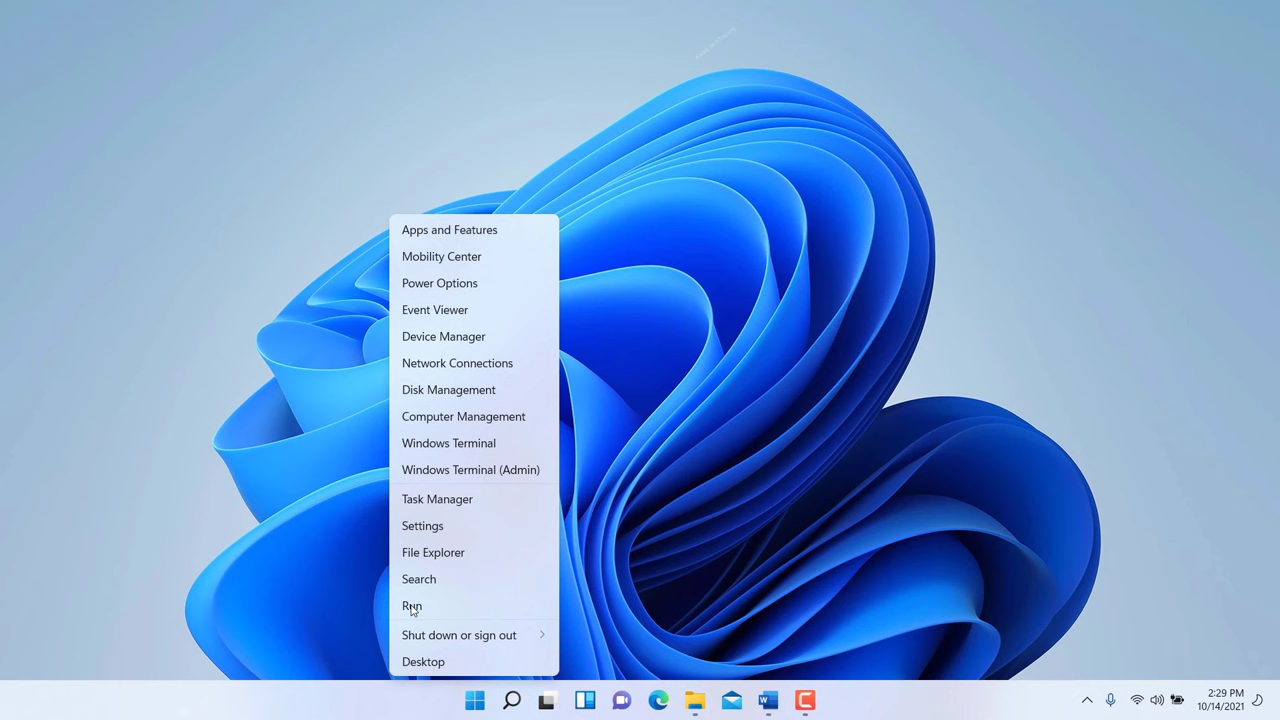 Apps and Features
Mobility Center
Power Options
Event Viewer
Device Manager
Network Connections
Disk Management
Computer Management
Windows Terminal
Windows Terminal (Admin)
Task Manager
Settings
File Explorer
Search
Run
Shut down or sign out
Desktop
2:29 PM
10/14/2021